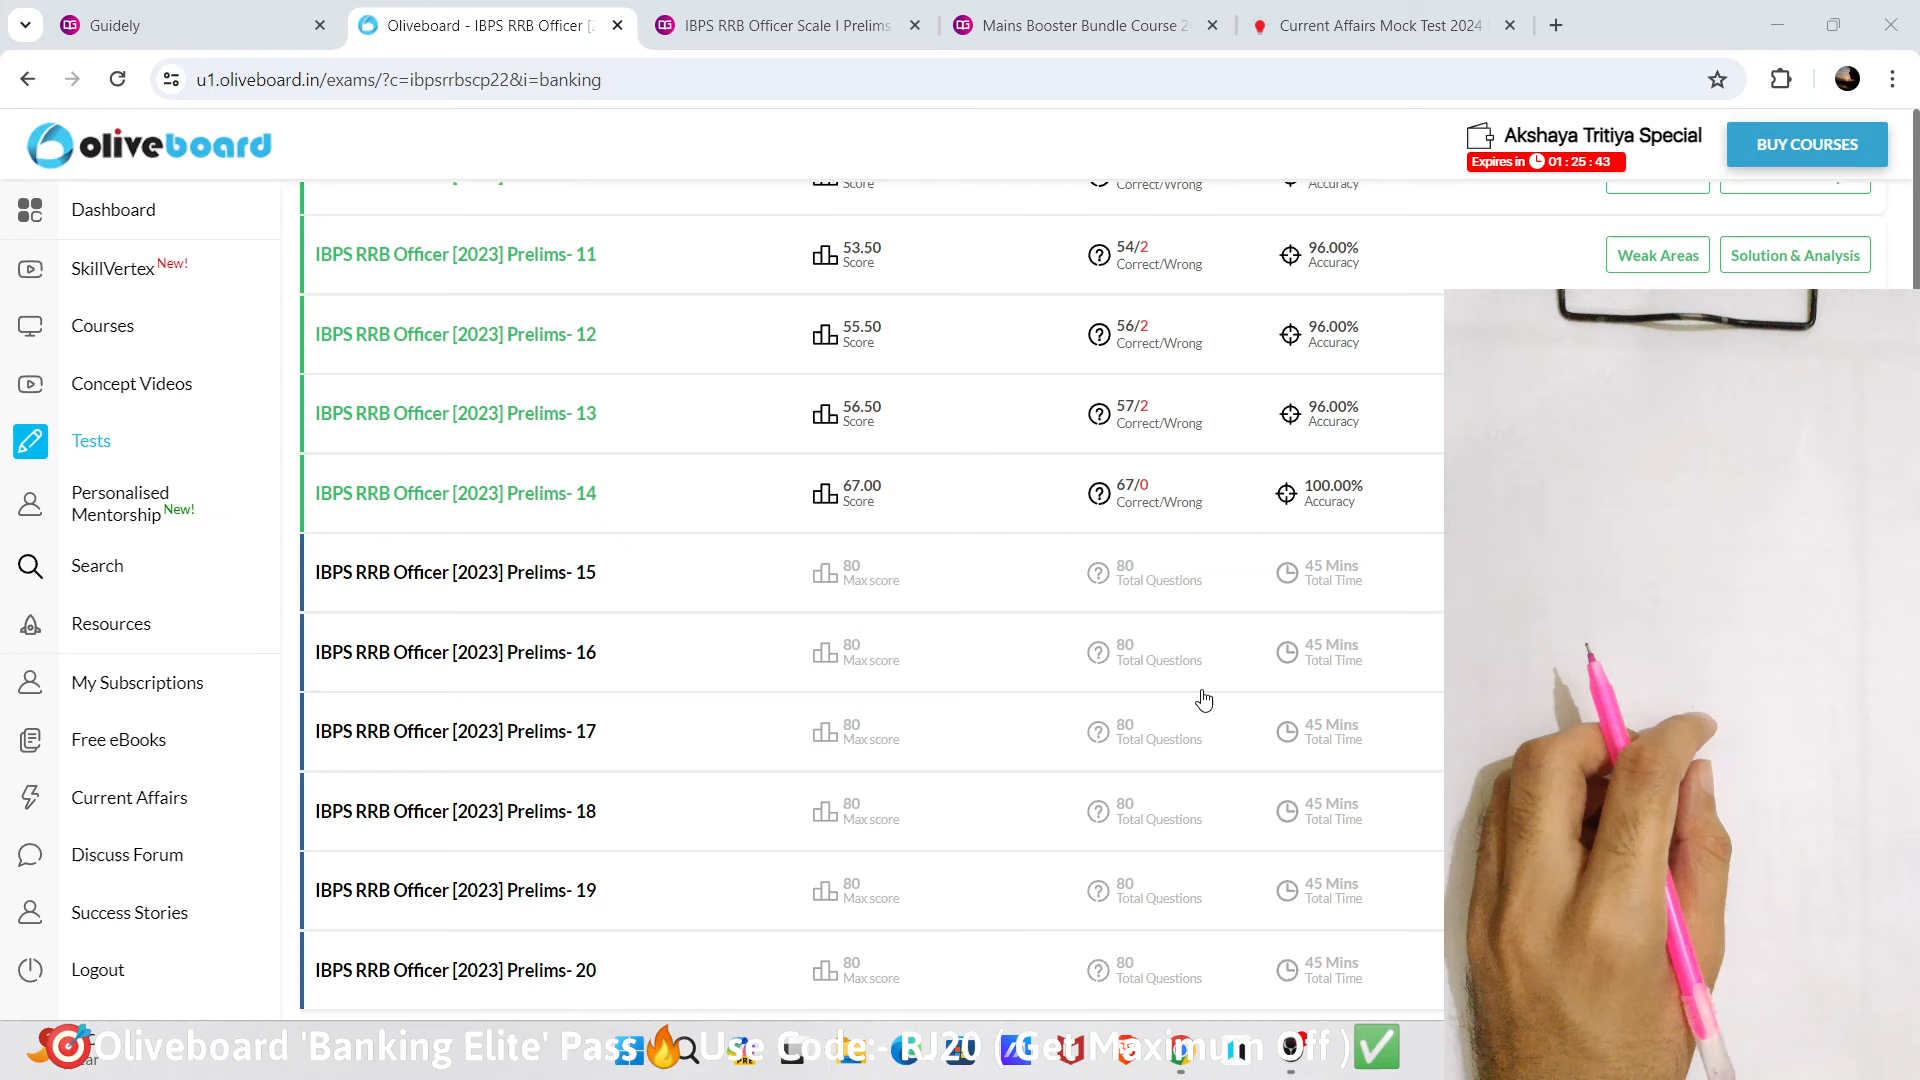 Guidely
Oliveboard - IBPS RRB Officer [2
IBPS RRB Officer Scale I Prelims
Mains Booster Bundle Course 2
Current Affairs Mock Test 2024
u1.oliveboard.in/exams/?c=ibpsrrbscp22&i=banking
oliveboard
Akshaya Tritiya Special
Expires in 01 : 25 : 43
BUY COURSES
Dashboard
SkillVertex New!
Courses
Concept Videos
Tests
Personalised
Mentorship New!
Search
Resources
My Subscriptions
Free eBooks
Current Affairs
Discuss Forum
Success Stories
Logout
Score Correct/Wrong Accuracy
IBPS RRB Officer [2023] Prelims- 11 53.50 54/2 96.00% Weak Areas Solution & Analysis
Score Correct/Wrong Accuracy
IBPS RRB Officer [2023] Prelims- 12 55.50 56/2 96.00%
Score Correct/Wrong Accuracy
IBPS RRB Officer [2023] Prelims- 13 56.50 57/2 96.00%
Score Correct/Wrong Accuracy
IBPS RRB Officer [2023] Prelims- 14 67.00 67/0 100.00%
Score Correct/Wrong Accuracy
IBPS RRB Officer [2023] Prelims- 15 80 80 45 Mins
Max score Total Questions Total Time
IBPS RRB Officer [2023] Prelims- 16 80 80 45 Mins
Max score Total Questions Total Time
IBPS RRB Officer [2023] Prelims- 17 80 80 45 Mins
Max score Total Questions Total Time
IBPS RRB Officer [2023] Prelims- 18 80 80 45 Mins
Max score Total Questions Total Time
IBPS RRB Officer [2023] Prelims- 19 80 80 45 Mins
Max score Total Questions Total Time
IBPS RRB Officer [2023] Prelims- 20 80 80 45 Mins
Max score Total Questions Total Time
🎯Oliveboard 'Banking Elite' Pass🔥Use Code:- RJ20 ( Get Maximum Off )✅